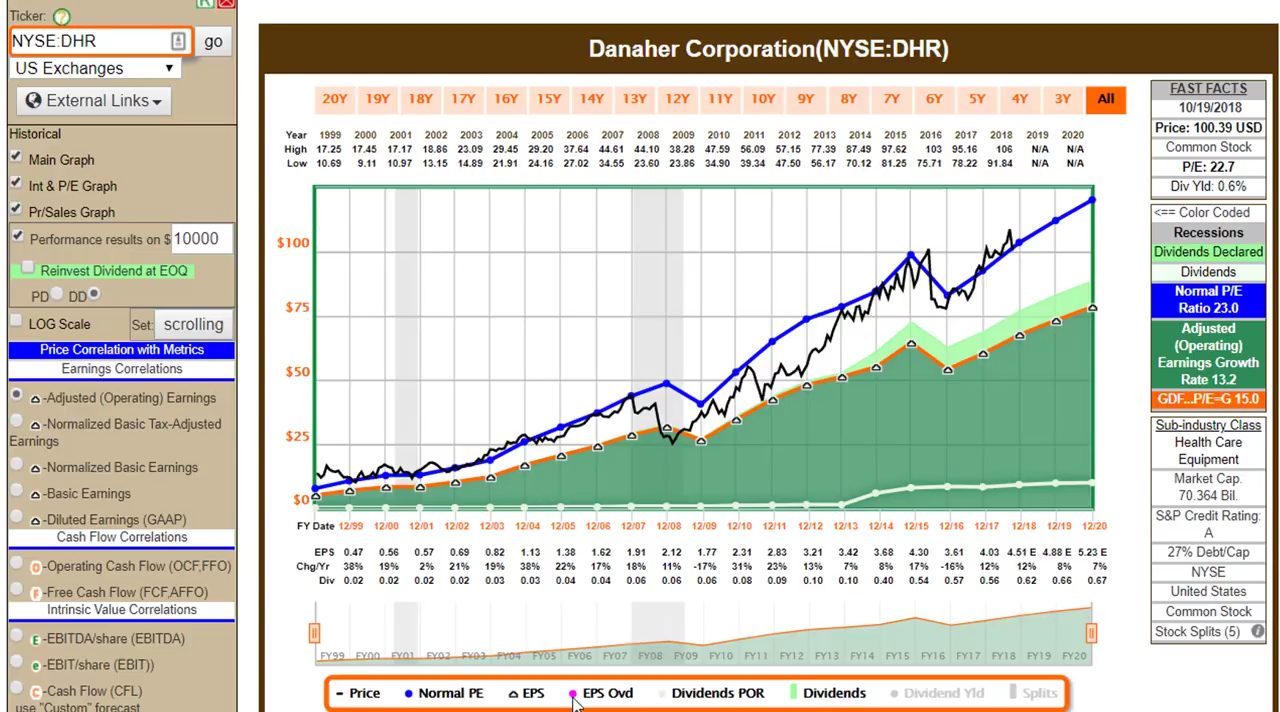 Ticker: ?
NYSE:DHR go
US Exchanges
External Links
Historical
Main Graph
Int & P/E Graph
Pr/Sales Graph
Performance results on $ 10000
Reinvest Dividend at EOQ
PD DD
LOG Scale Set: scrolling
Price Correlation with Metrics
Earnings Correlations
-Adjusted (Operating) Earnings
-Normalized Basic Tax-Adjusted
Earnings
-Normalized Basic Earnings
-Basic Earnings
-Diluted Earnings (GAAP)
Cash Flow Correlations
O -Operating Cash Flow (OCF,FFO)
F -Free Cash Flow (FCF,AFFO)
Intrinsic Value Correlations
E -EBITDA/share (EBITDA)
e -EBIT/share (EBIT))
C -Cash Flow (CFL)
use "Custom" forecast
Danaher Corporation(NYSE:DHR)
20Y 19Y 18Y 17Y 16Y 15Y 14Y 13Y 12Y 11Y 10Y 9Y 8Y 7Y 6Y 5Y 4Y 3Y All
Year 1999 2000 2001 2002 2003 2004 2005 2006 2007 2008 2009 2010 2011 2012 2013 2014 2015 2016 2017 2018 2019 2020
High 17.25 17.45 17.17 18.86 23.09 29.45 29.20 37.64 44.61 44.10 38.28 47.59 56.09 57.15 77.39 87.49 97.62 103 95.16 106 N/A N/A
Low 10.69 9.11 10.97 13.15 14.89 21.91 24.16 27.02 34.55 23.60 23.86 34.90 39.34 47.50 56.17 70.12 81.25 75.71 78.22 91.84 N/A N/A
$100
$75
$50
$25
$0
FY Date 12/99 12/00 12/01 12/02 12/03 12/04 12/05 12/06 12/07 12/08 12/09 12/10 12/11 12/12 12/13 12/14 12/15 12/16 12/17 12/18 12/19 12/20
EPS 0.47 0.56 0.57 0.69 0.82 1.13 1.38 1.62 1.91 2.12 1.77 2.31 2.83 3.21 3.42 3.68 4.30 3.61 4.03 4.51 E 4.88 E 5.23 E
Chg/Yr 38% 19% 2% 21% 19% 38% 22% 17% 18% 11% -17% 31% 23% 13% 7% 8% 17% -16% 12% 12% 8% 7%
Div 0.02 0.02 0.02 0.02 0.02 0.03 0.03 0.04 0.06 0.06 0.06 0.08 0.09 0.10 0.10 0.40 0.54 0.57 0.56 0.62 0.66 0.67
FY99 FY00 FY01 FY02 FY03 FY04 FY05 FY06 FY07 FY08 FY09 FY10 FY11 FY12 FY13 FY14 FY15 FY16 FY17 FY18 FY19 FY20
Price Normal PE EPS EPS Ovd Dividends POR Dividends Dividend Yld Splits
FAST FACTS
10/19/2018
Price: 100.39 USD
Common Stock
P/E: 22.7
Div Yld: 0.6%
<== Color Coded
Recessions
Dividends Declared
Dividends
Normal P/E
Ratio 23.0
Adjusted
(Operating)
Earnings Growth
Rate 13.2
GDF...P/E=G 15.0
Sub-industry Class
Health Care
Equipment
Market Cap.
70.364 Bil.
S&P Credit Rating:
A
27% Debt/Cap
NYSE
United States
Common Stock
Stock Splits (5) i